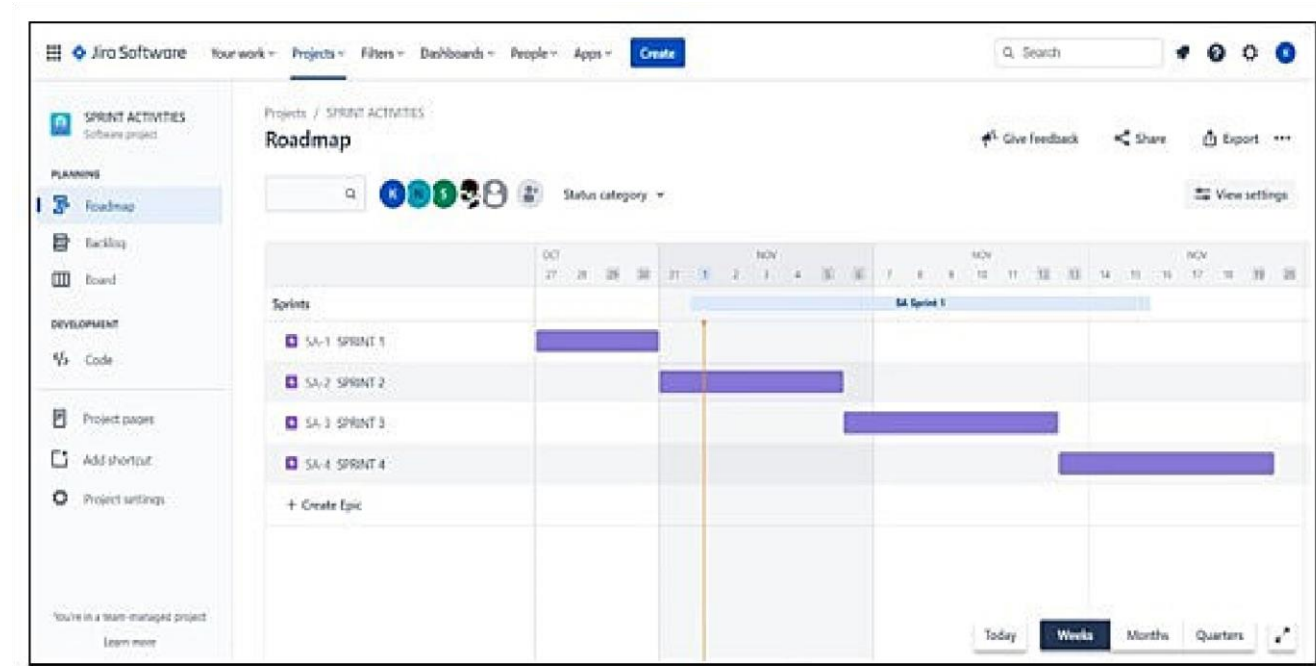 Jira Software Your work Projects Filters Dashboards People Apps Create Search K
SPRINT ACTIVITIES
Software project
PLANNING
Roadmap
Backlog
Board
DEVELOPMENT
Code
Project pages
Add shortcut
Project settings
You're in a team-managed project
Learn more
Projects / SPRINT ACTIVITIES
Roadmap
Give feedback Share Export
K N S Status category View settings
OCT NOV NOV NOV
27 28 29 30 31 1 2 3 4 5 6 7 8 9 10 11 12 13 14 15 16 17 18 19 20
Sprints SA Sprint 1
SA-1 SPRINT 1
SA-2 SPRINT 2
SA-3 SPRINT 3
SA-4 SPRINT 4
+ Create Epic
Today Weeks Months Quarters